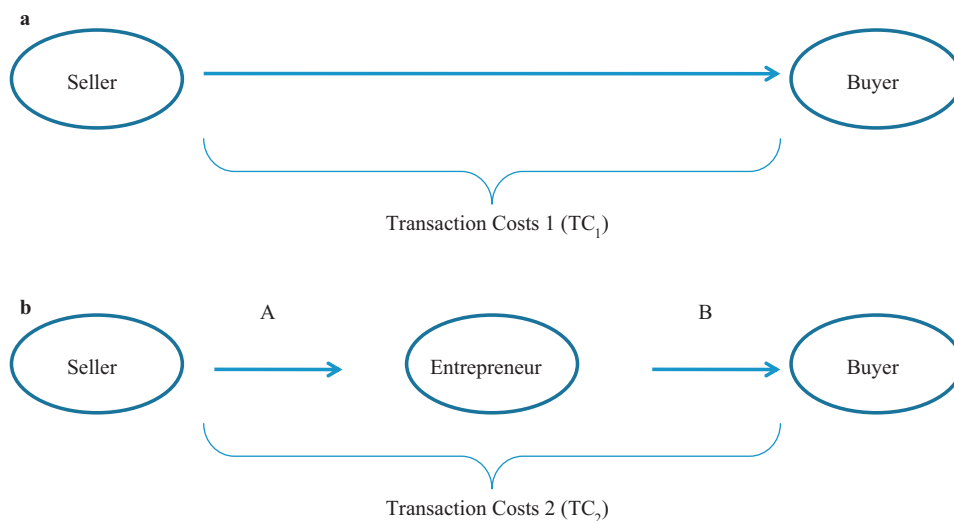 a
Seller
Buyer
Transaction Costs 1 (TC₁)
b
A
B
Seller
Entrepreneur
Buyer
Transaction Costs 2 (TC₂)